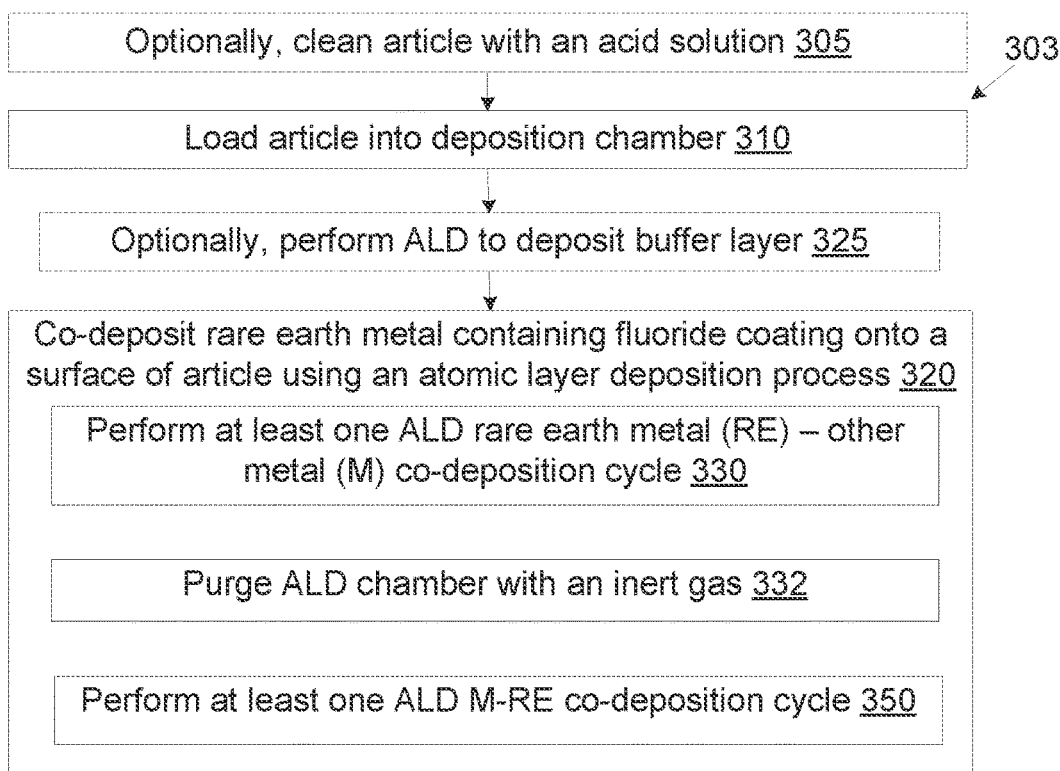 Optionally, clean article with an acid solution 305
303
Load article into deposition chamber 310
Optionally, perform ALD to deposit buffer layer 325
Co-deposit rare earth metal containing fluoride coating onto a
surface of article using an atomic layer deposition process 320
Perform at least one ALD rare earth metal (RE) – other
metal (M) co-deposition cycle 330
Purge ALD chamber with an inert gas 332
Perform at least one ALD M-RE co-deposition cycle 350